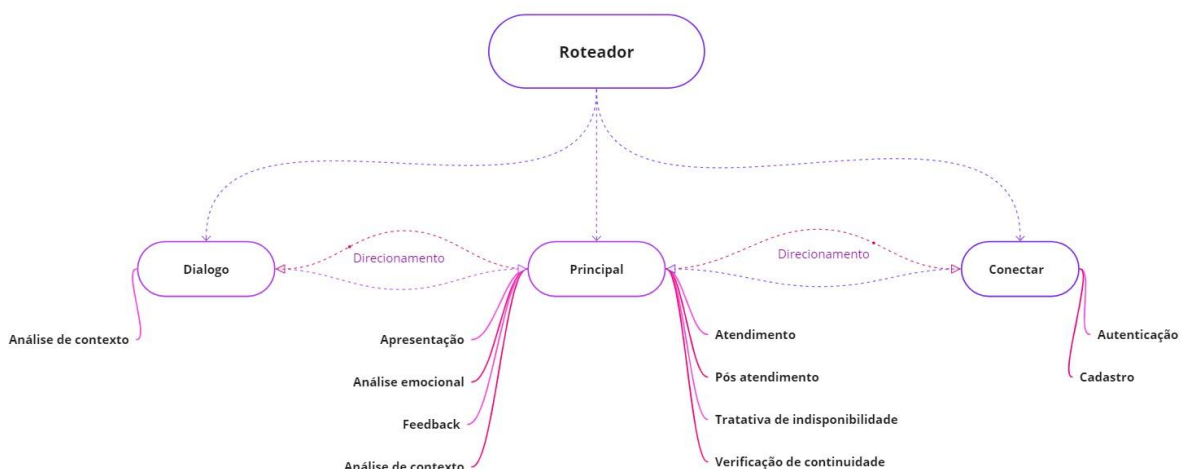 Roteador
Dialogo
Direcionamento
Principal
Direcionamento
Conectar
Análise de contexto
Apresentação
Análise emocional
Feedback
Análise de contexto
Atendimento
Pós atendimento
Tratativa de indisponibilidade
Verificação de continuidade
Autenticação
Cadastro